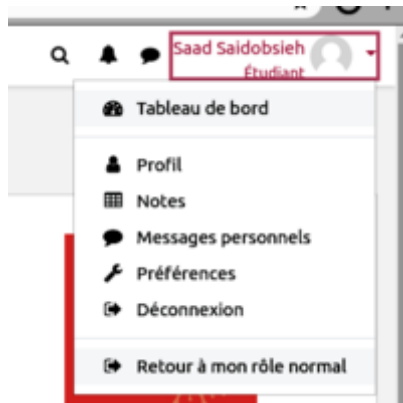 Saad Saidobsieh
Étudiant
Tableau de bord
Profil
Notes
Messages personnels
Préférences
Déconnexion
Retour à mon rôle normal